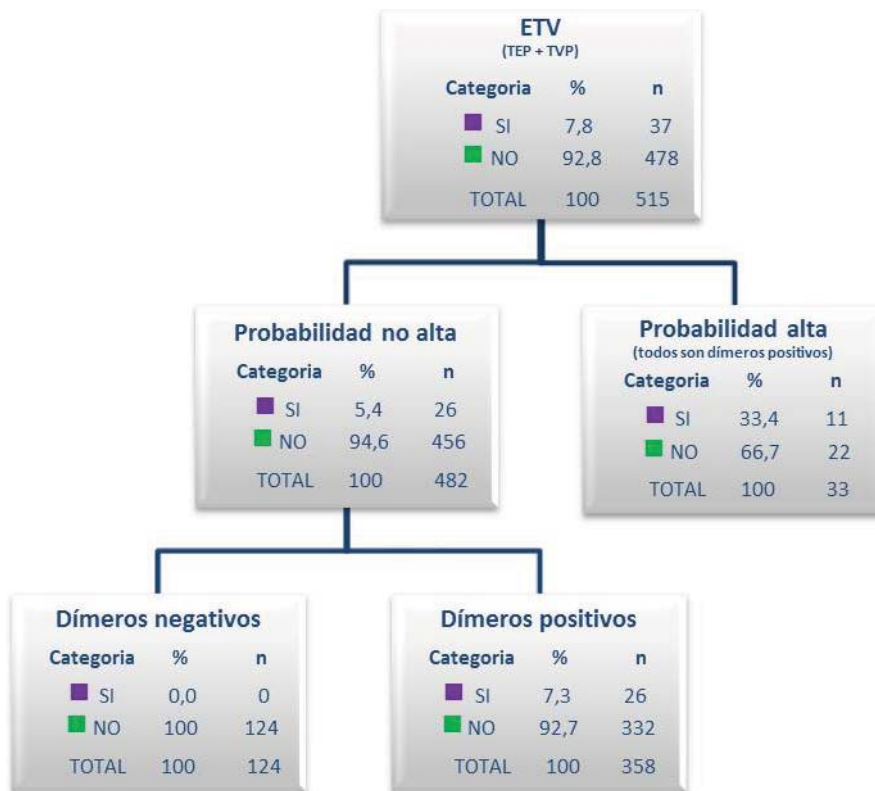 ETV
(TEP + TVP)
Categoria % n
SI 7,8 37
NO 92,8 478
TOTAL 100 515
Probabilidad no alta
Categoria % n
SI 5,4 26
NO 94,6 456
TOTAL 100 482
Probabilidad alta
(todos son dímeros positivos)
Categoria % n
SI 33,4 11
NO 66,7 22
TOTAL 100 33
Dímeros negativos
Categoria % n
SI 0,0 0
NO 100 124
TOTAL 100 124
Dímeros positivos
Categoria % n
SI 7,3 26
NO 92,7 332
TOTAL 100 358